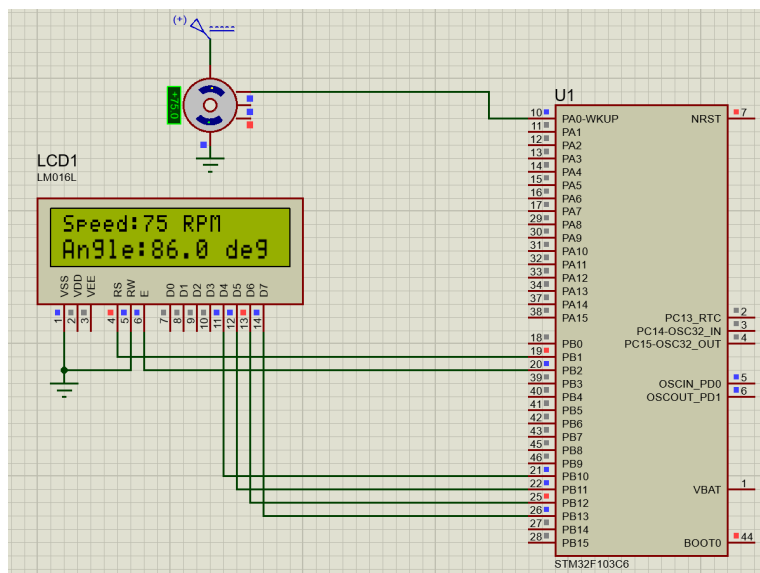 (+)
+75.0
LCD1
LM016L
Speed:75 RPM
Angle:86.0 deg
VSS
VDD
VEE
RS
RW
E
D0
D1
D2
D3
D4
D5
D6
D7
1
2
3
4
5
6
7
8
9
10
11
12
13
14
U1
10 PA0-WKUP
11 PA1
12 PA2
13 PA3
14 PA4
15 PA5
16 PA6
17 PA7
29 PA8
30 PA9
31 PA10
32 PA11
33 PA12
34 PA13
37 PA14
38 PA15
18 PB0
19 PB1
20 PB2
39 PB3
40 PB4
41 PB5
42 PB6
43 PB7
45 PB8
46 PB9
21 PB10
22 PB11
25 PB12
26 PB13
27 PB14
28 PB15
NRST 7
PC13_RTC 2
PC14-OSC32_IN 3
PC15-OSC32_OUT 4
OSCIN_PD0 5
OSCOUT_PD1 6
VBAT 1
BOOT0 44
STM32F103C6